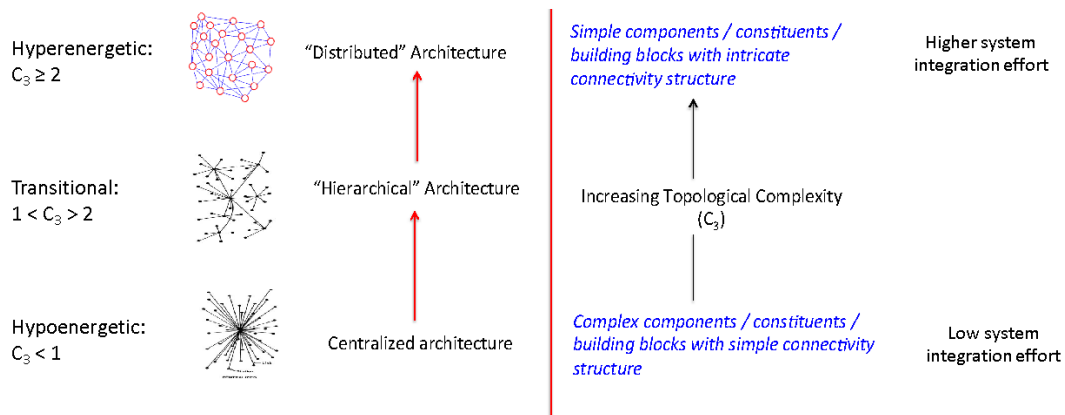 Hyperenergetic:
C₃ ≥ 2
"Distributed" Architecture
Simple components / constituents /
building blocks with intricate
connectivity structure
Higher system
integration effort
Transitional:
1 < C₃ > 2
"Hierarchical" Architecture
Increasing Topological Complexity
(C₃)
Hypoenergetic:
C₃ < 1
Centralized architecture
Complex components / constituents /
building blocks with simple connectivity
structure
Low system
integration effort